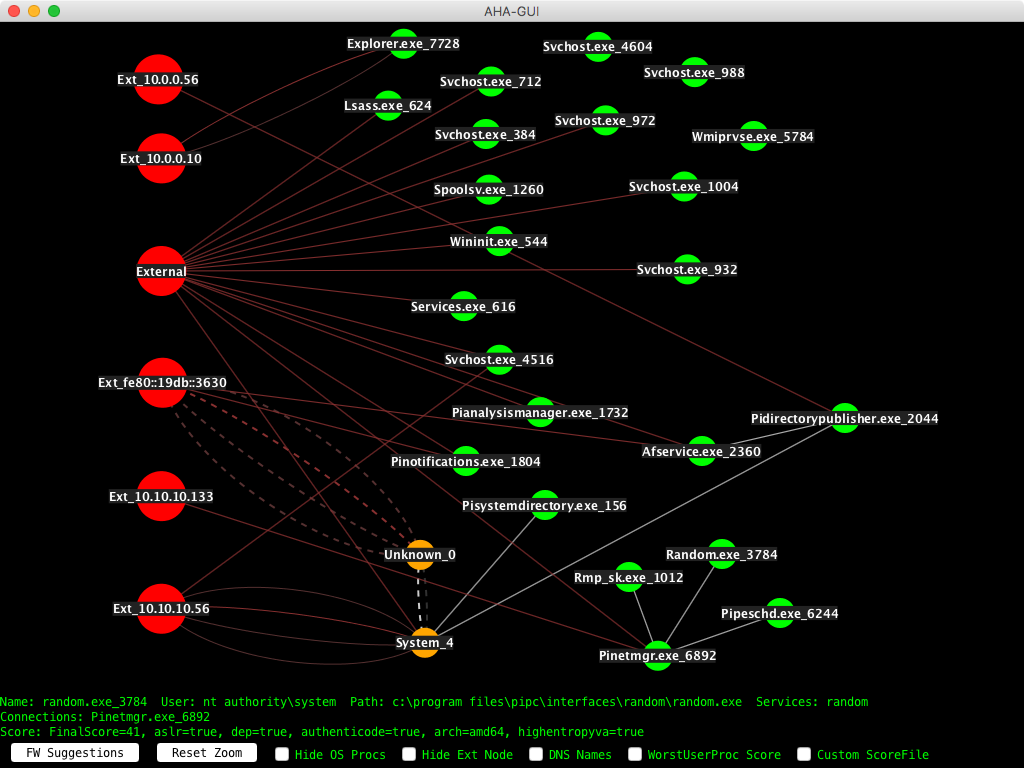 AHA-GUI
Explorer.exe_7728
Svchost.exe_4604
Svchost.exe_988
Ext_10.0.0.56
Svchost.exe_712
Lsass.exe_624
Svchost.exe_972
Svchost.exe_384
Wmiprvse.exe_5784
Ext_10.0.0.10
Spoolsv.exe_1260
Svchost.exe_1004
Wininit.exe_544
External
Svchost.exe_932
Services.exe_616
Svchost.exe_4516
Ext_fe80::19db::3630
Pianalysismanager.exe_1732
Pidirectorypublisher.exe_2044
Afservice.exe_2360
Pinotifications.exe_1804
Ext_10.10.10.133
Pisystemdirectory.exe_156
Unknown_0
Random.exe_3784
Rmp_sk.exe_1012
Ext_10.10.10.56
Pipeschd.exe_6244
System_4
Pinetmgr.exe_6892
Name: random.exe_3784  User: nt authority\system  Path: c:\program files\pipc\interfaces\random\random.exe  Services: random
Connections: Pinetmgr.exe_6892
Score: FinalScore=41, aslr=true, dep=true, authenticode=true, arch=amd64, highentropyva=true
FW Suggestions  Reset Zoom  Hide OS Procs  Hide Ext Node  DNS Names  WorstUserProc Score  Custom ScoreFile